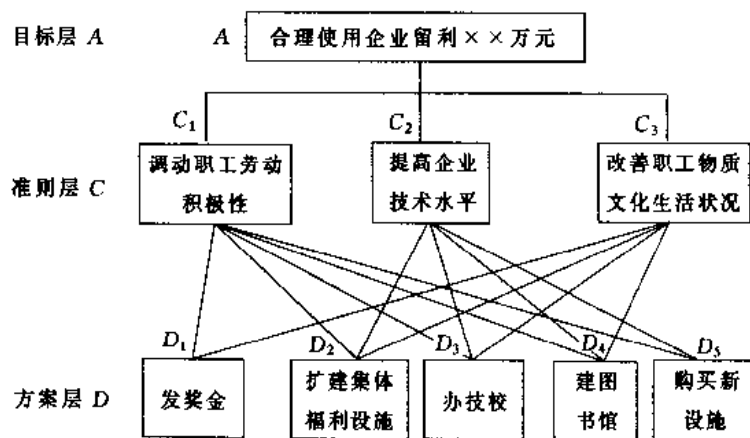 目标层 A
A
合理使用企业留利××万元
C₁
C₂
C₃
准则层 C
调动职工劳动
积极性
提高企业
技术水平
改善职工物质
文化生活状况
D₁
D₂
D₃
D₄
D₅
方案层 D
发奖金
扩建集体
福利设施
办技校
建图
书馆
购买新
设施